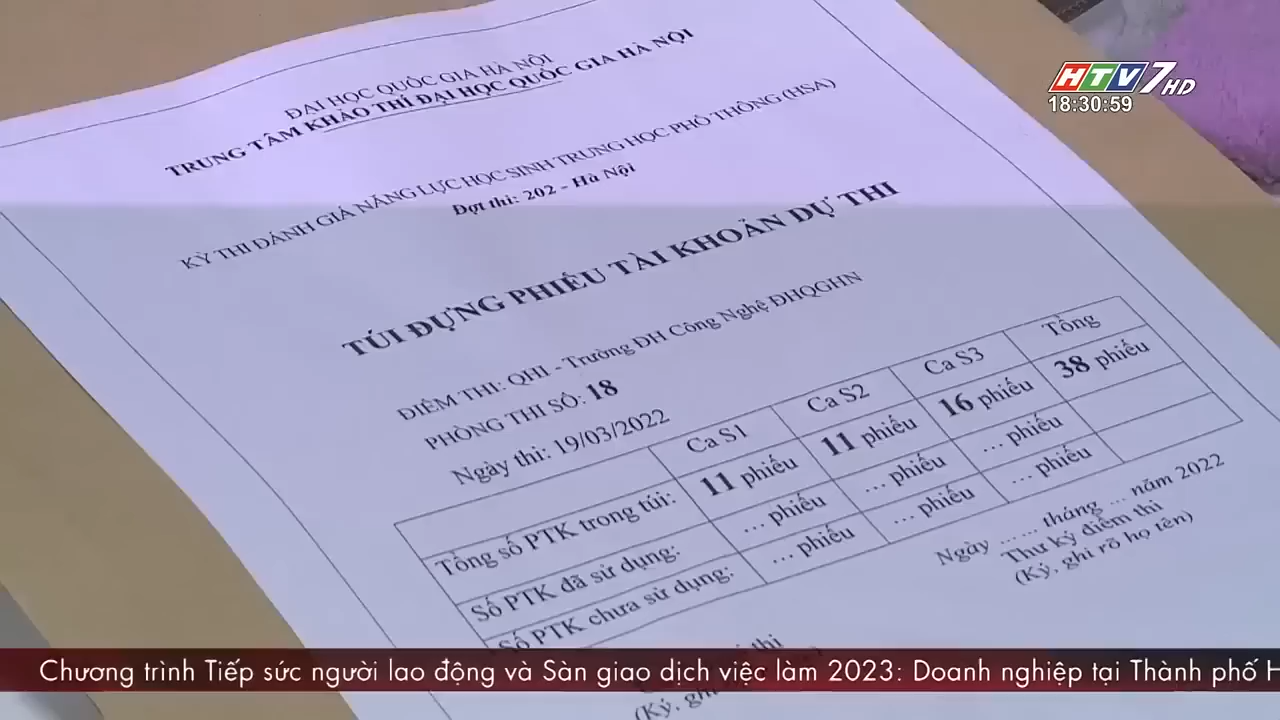 HTV7 HD
18:30:59
ĐẠI HỌC QUỐC GIA HÀ NỘI
TRUNG TÂM KHẢO THÍ ĐẠI HỌC QUỐC GIA HÀ NỘI
KỲ THI ĐÁNH GIÁ NĂNG LỰC HỌC SINH TRUNG HỌC PHỔ THÔNG (HSA)
Đợt thi: 202 - Hà Nội
TÚI ĐỰNG PHIẾU TÀI KHOẢN DỰ THI
ĐIỂM THI: QHI - Trường ĐH Công Nghệ ĐHQGHN
PHÒNG THI SỐ: 18
Ngày thi: 19/03/2022
Ca S1 Ca S2 Ca S3 Tổng
Tổng số PTK trong túi: 11 phiếu 11 phiếu 16 phiếu 38 phiếu
Số PTK đã sử dụng: ... phiếu ... phiếu ... phiếu
Số PTK chưa sử dụng: ... phiếu ... phiếu ... phiếu
Ngày ...... tháng ... năm 2022
Thư ký điểm thi
(Ký, ghi rõ họ tên)
thi
(Ký, ghi
Chương trình Tiếp sức người lao động và Sàn giao dịch việc làm 2023: Doanh nghiệp tại Thành phố H